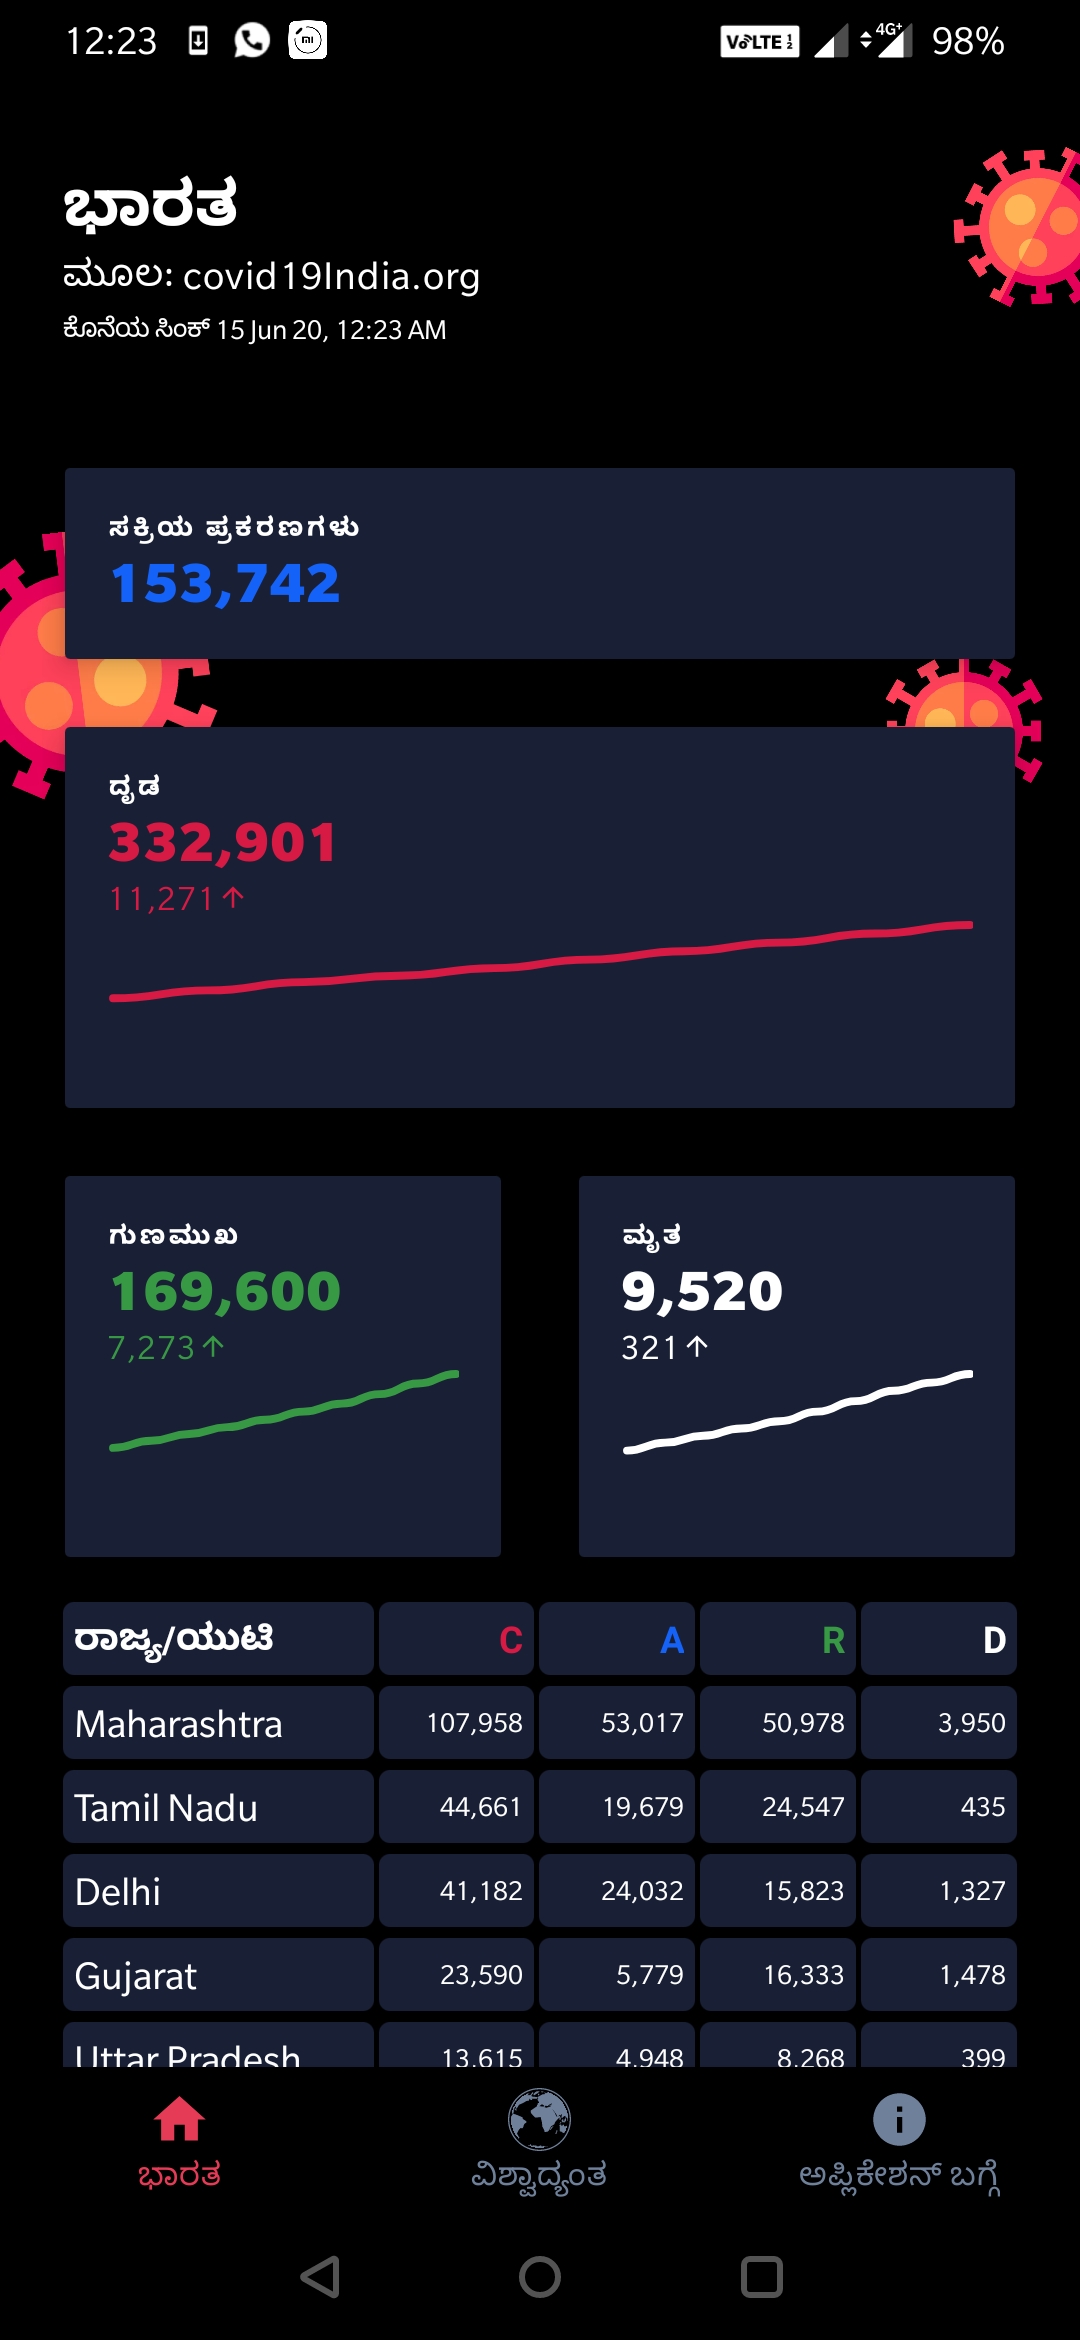 12:23 VoLTE 1 2 4G+ 98%
ಭಾರತ
ಮೂಲ: covid19India.org
ಕೊನೆಯ ಸಿಂಕ್ 15 Jun 20, 12:23 AM
ಸಕ್ರಿಯ ಪ್ರಕರಣಗಳು
153,742
ದೃಡ
332,901
11,271↑
ಗುಣಮುಖ ಮೃತ
169,600 9,520
7,273↑ 321↑
ರಾಜ್ಯ/ಯುಟಿ C A R D
Maharashtra 107,958 53,017 50,978 3,950
Tamil Nadu 44,661 19,679 24,547 435
Delhi 41,182 24,032 15,823 1,327
Gujarat 23,590 5,779 16,333 1,478
Uttar Pradesh 13,615 4,948 8,268 399
ಭಾರತ ವಿಶ್ವಾದ್ಯಂತ ಅಪ್ಲಿಕೇಶನ್ ಬಗ್ಗೆ